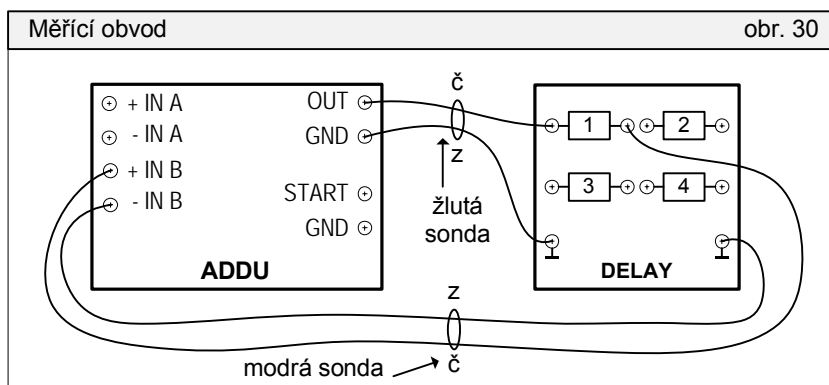 Měřící obvod obr. 30
+ IN A
- IN A
+ IN B
- IN B
OUT
GND
START
GND
ADDU
č
z
žlutá
sonda
1
2
3
4
DELAY
z
modrá sonda
č